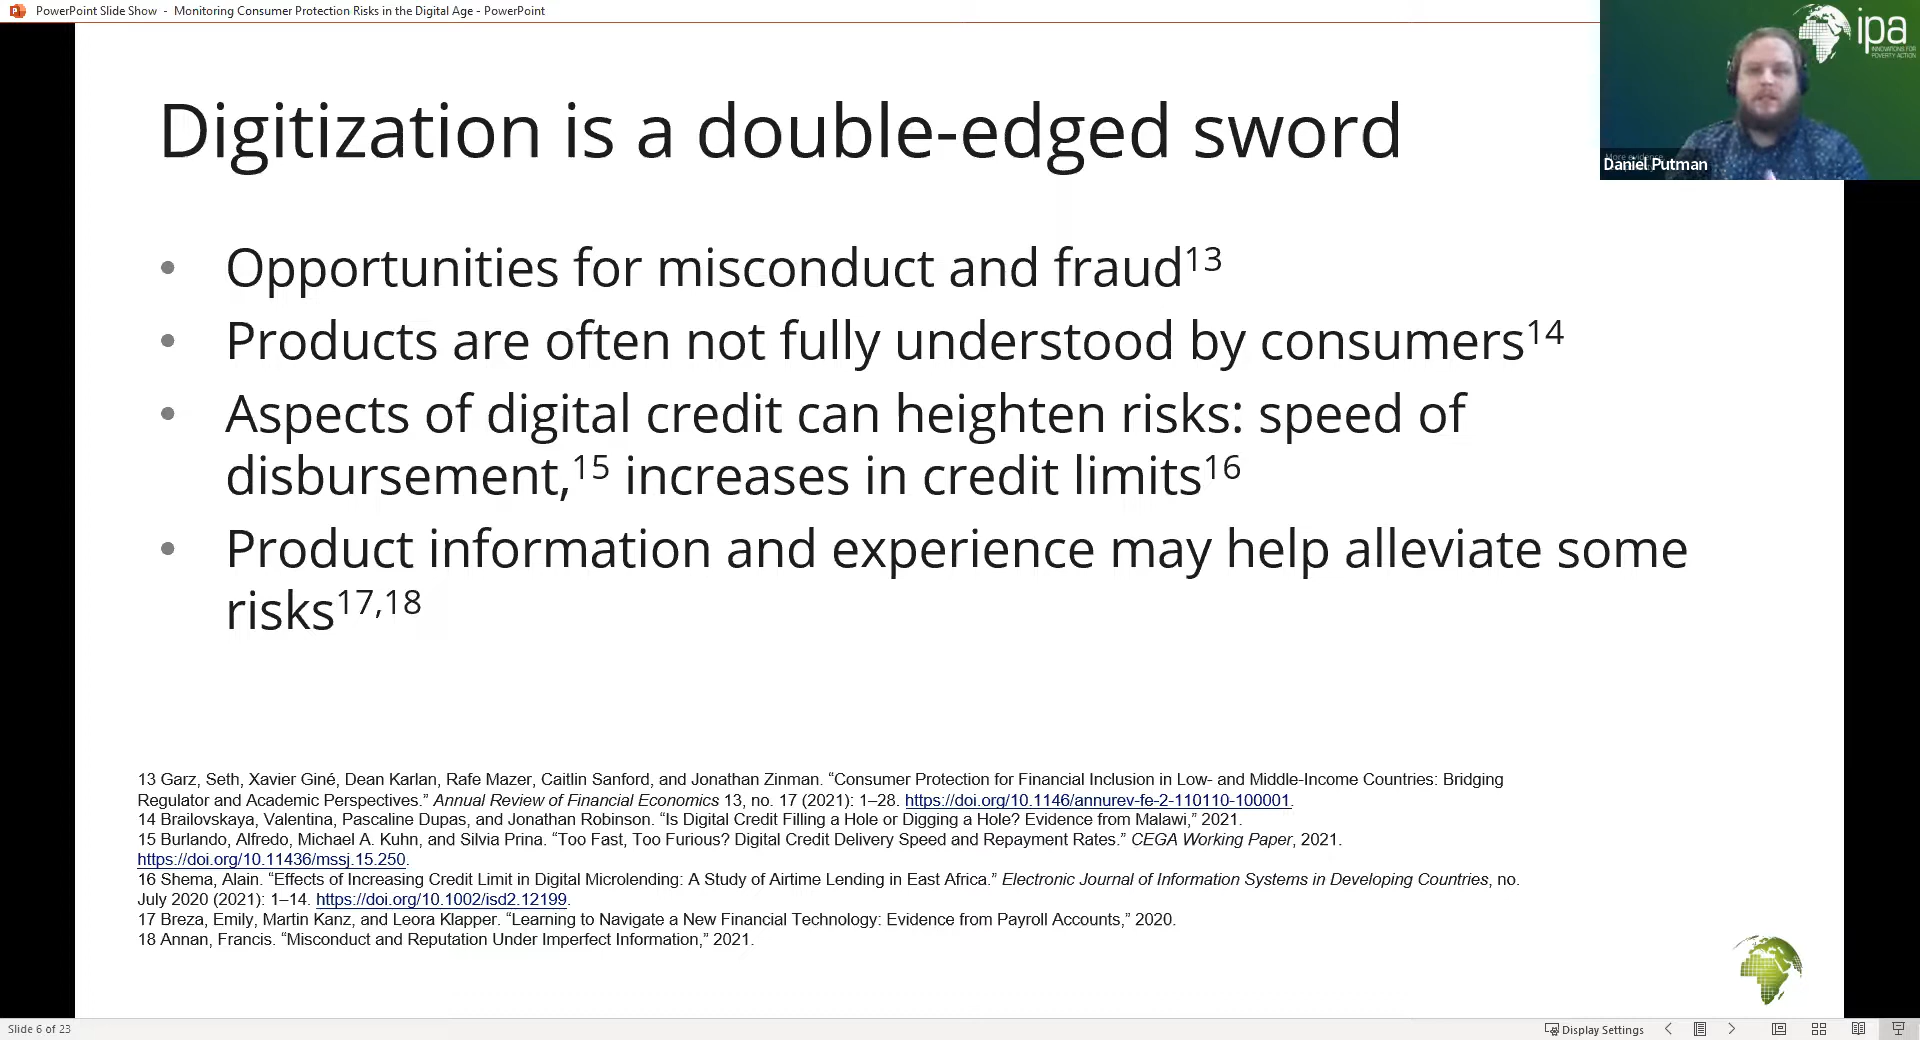 PowerPoint Slide Show - Monitoring Consumer Protection Risks in the Digital Age - PowerPoint
ipa
INNOVATIONS FOR
POVERTY ACTION
Daniel Putman
Digitization is a double-edged sword
• Opportunities for misconduct and fraud13
• Products are often not fully understood by consumers14
• Aspects of digital credit can heighten risks: speed of
disbursement,15 increases in credit limits16
• Product information and experience may help alleviate some
risks17,18
13 Garz, Seth, Xavier Giné, Dean Karlan, Rafe Mazer, Caitlin Sanford, and Jonathan Zinman. “Consumer Protection for Financial Inclusion in Low- and Middle-Income Countries: Bridging
Regulator and Academic Perspectives.” Annual Review of Financial Economics 13, no. 17 (2021): 1–28. https://doi.org/10.1146/annurev-fe-2-110110-100001.
14 Brailovskaya, Valentina, Pascaline Dupas, and Jonathan Robinson. “Is Digital Credit Filling a Hole or Digging a Hole? Evidence from Malawi,” 2021.
15 Burlando, Alfredo, Michael A. Kuhn, and Silvia Prina. “Too Fast, Too Furious? Digital Credit Delivery Speed and Repayment Rates.” CEGA Working Paper, 2021.
https://doi.org/10.11436/mssj.15.250.
16 Shema, Alain. “Effects of Increasing Credit Limit in Digital Microlending: A Study of Airtime Lending in East Africa.” Electronic Journal of Information Systems in Developing Countries, no.
July 2020 (2021): 1–14. https://doi.org/10.1002/isd2.12199.
17 Breza, Emily, Martin Kanz, and Leora Klapper. “Learning to Navigate a New Financial Technology: Evidence from Payroll Accounts,” 2020.
18 Annan, Francis. “Misconduct and Reputation Under Imperfect Information,” 2021.
Slide 6 of 23
Display Settings